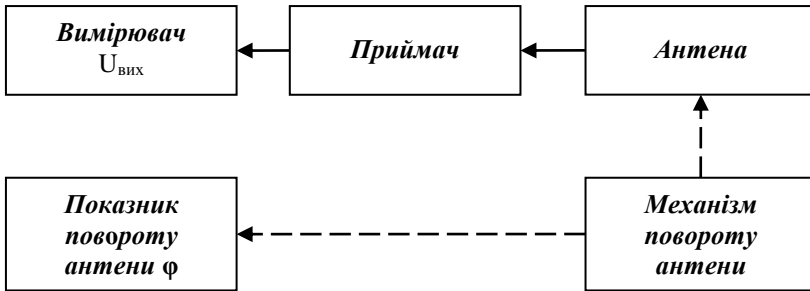 Вимірювач
Uвих
Приймач
Антена
Показник
повороту
антени φ
Механізм
повороту
антени